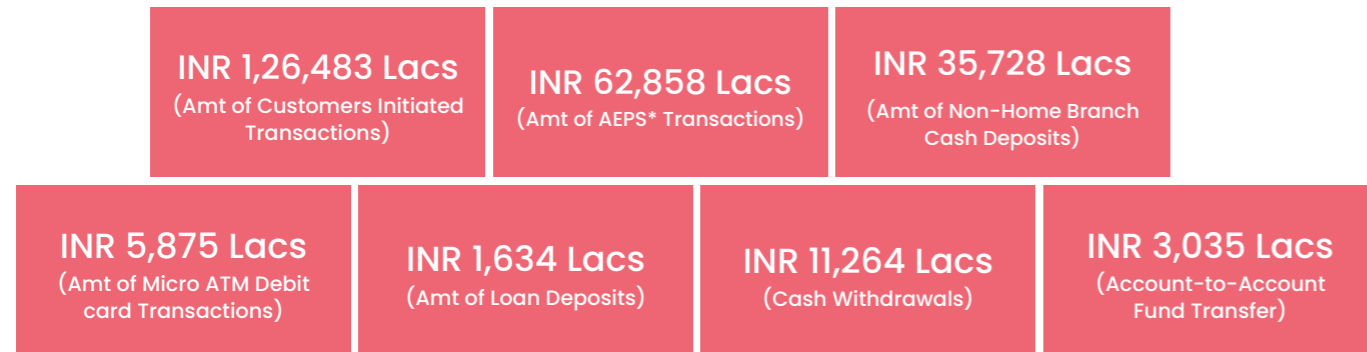 INR 1,26,483 Lacs
(Amt of Customers Initiated
Transactions)
INR 62,858 Lacs
(Amt of AEPS* Transactions)
INR 35,728 Lacs
(Amt of Non-Home Branch
Cash Deposits)
INR 5,875 Lacs
(Amt of Micro ATM Debit
card Transactions)
INR 1,634 Lacs
(Amt of Loan Deposits)
INR 11,264 Lacs
(Cash Withdrawals)
INR 3,035 Lacs
(Account-to-Account
Fund Transfer)